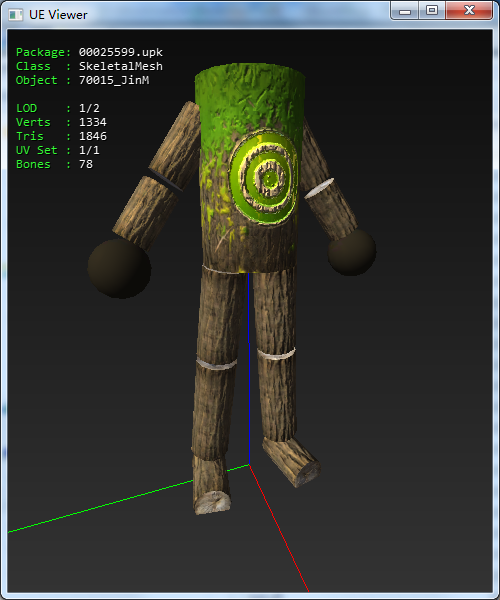 UE Viewer
Package: 00025599.upk
Class  : SkeletalMesh
Object : 70015_JinM
LOD    : 1/2
Verts  : 1334
Tris   : 1846
UV Set : 1/1
Bones  : 78